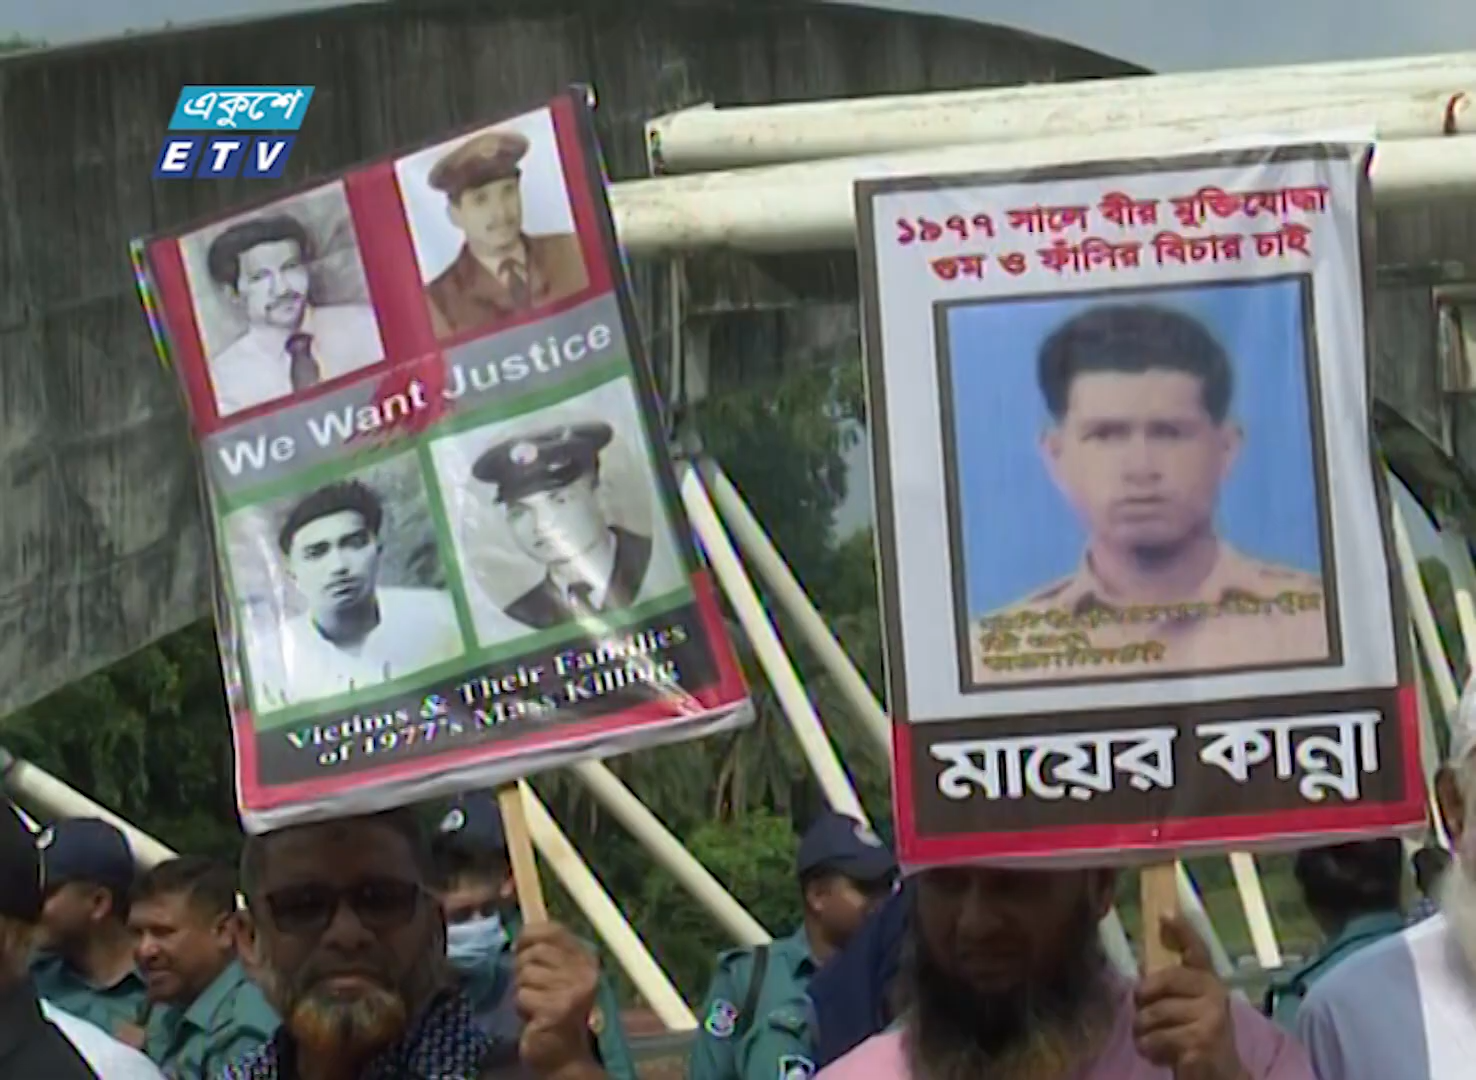 একুশে
ETV
We Want Justice
Victims & Their Families
of 1977's Mass Killing
১৯৭৭ সালে বীর মুক্তিযোদ্ধা
গুম ও ফাঁসির বিচার চাই
মায়ের কান্না